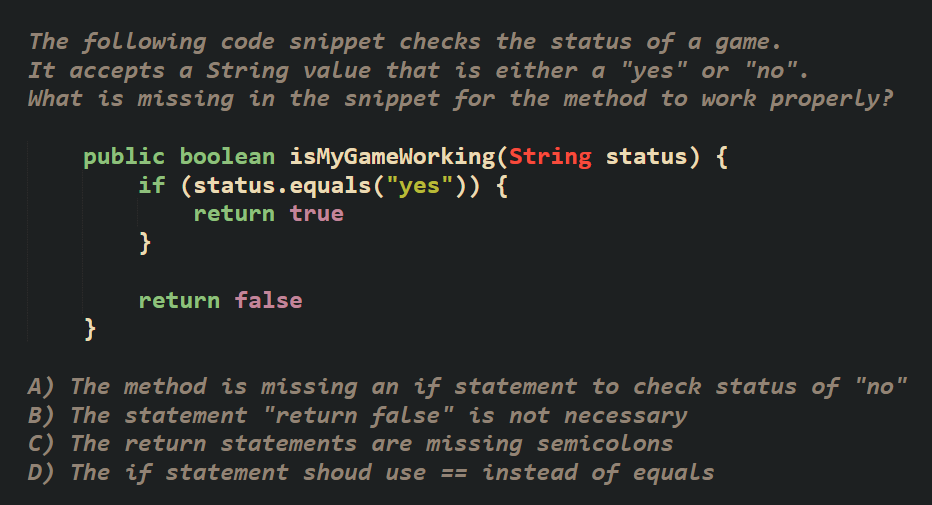 The following code snippet checks the status of a game.
It accepts a String value that is either a "yes" or "no".
What is missing in the snippet for the method to work properly?
public boolean isMyGameWorking(String status) {
if (status.equals("yes")) {
return true
}
return false
}
A) The method is missing an if statement to check status of "no"
B) The statement "return false" is not necessary
C) The return statements are missing semicolons
D) The if statement shoud use == instead of equals